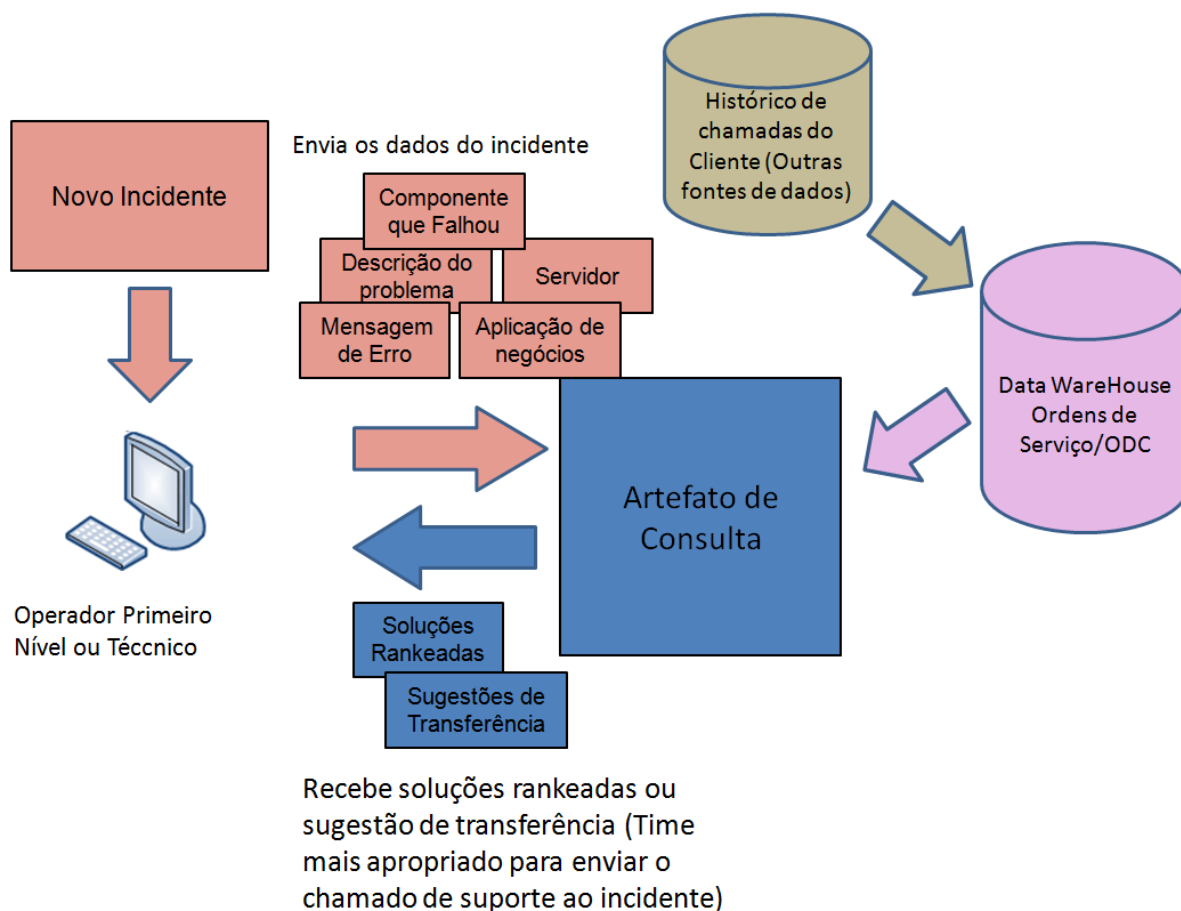 Novo Incidente
Envia os dados do incidente
Componente
que Falhou
Descrição do
problema
Servidor
Mensagem
de Erro
Aplicação de
negócios
Histórico de
chamadas do
Cliente (Outras
fontes de dados)
Data WareHouse
Ordens de
Serviço/ODC
Artefato de
Consulta
Operador Primeiro
Nível ou Téccnico
Soluções
Rankeadas
Sugestões de
Transferência
Recebe soluções rankeadas ou
sugestão de transferência (Time
mais apropriado para enviar o
chamado de suporte ao incidente)